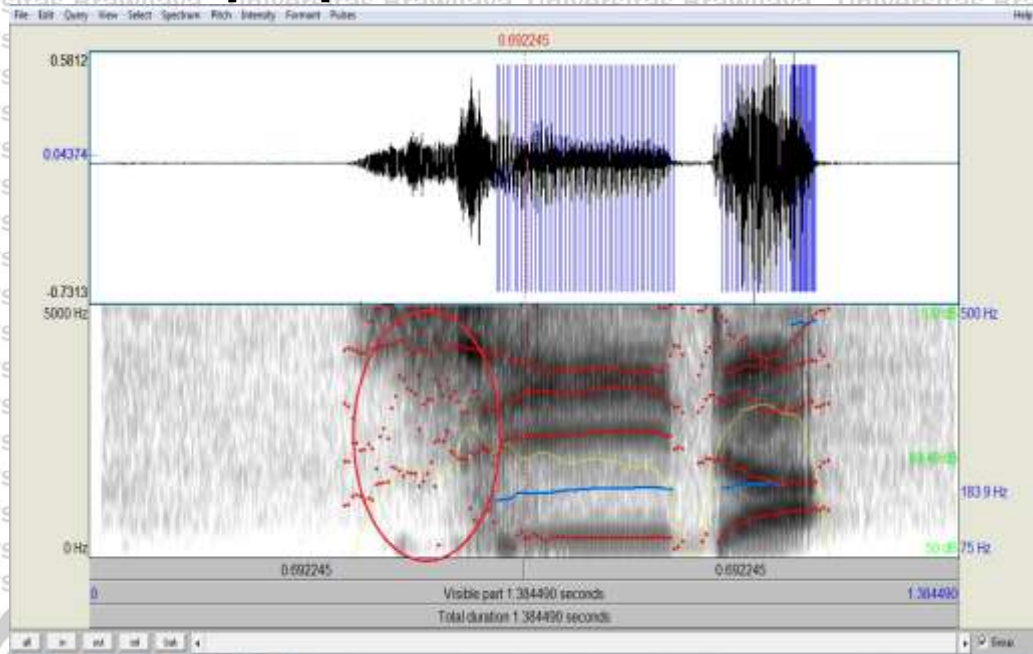 File Edit Query View Select Spectrum Pitch Intensity Formant Pulses Help
0.692245
0.5812
0.04374
-0.7313
5000 Hz
500 Hz
183.9 Hz
0 Hz
50 dB 75 Hz
0.692245 0.692245
0 Visible part 1.384490 seconds 1.384490
Total duration 1.384490 seconds
all in out sel bak Group